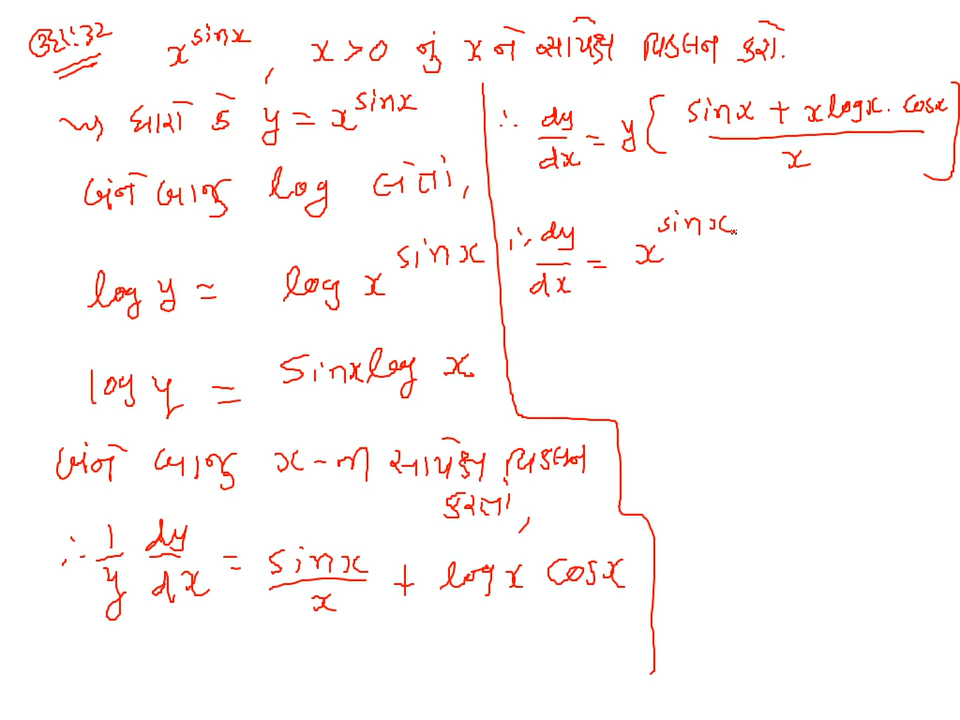 ઉદા:32 x^sinx, x>0 નું x ને સાપેક્ષ વિકલન કરો.
ધારો કે y = x^sinx
બંને બાજુ log લેતાં,
log y = log x^sinx
log y = sinx log x
બંને બાજુ x-ની સાપેક્ષ વિકલન
કરતાં,
∴ 1/y dy/dx = sinx/x + log x cosx
∴ dy/dx = y [ (sinx + x logx . cosx)/x ]
∴ dy/dx = x^sinx